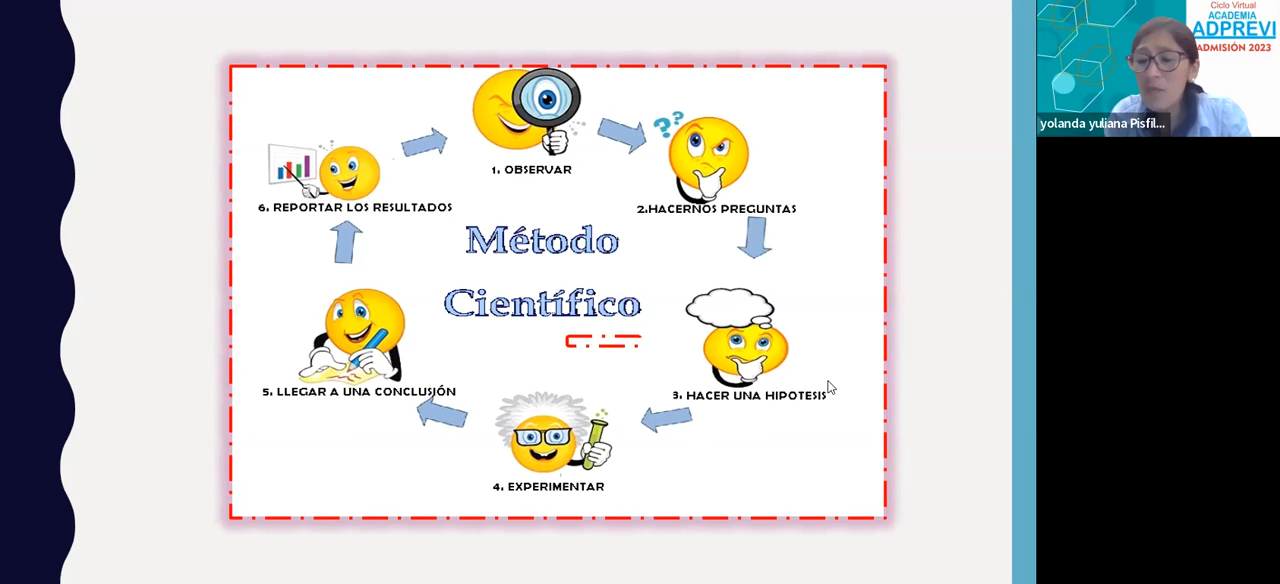 1. OBSERVAR
2.HACERNOS PREGUNTAS
3. HACER UNA HIPOTESIS
4. EXPERIMENTAR
5. LLEGAR A UNA CONCLUSIÓN
6. REPORTAR LOS RESULTADOS
Método
Científico
Ciclo Virtual
ACADEMIA
ADPREVI
ADMISIÓN 2023
yolanda yuliana Pisfil...